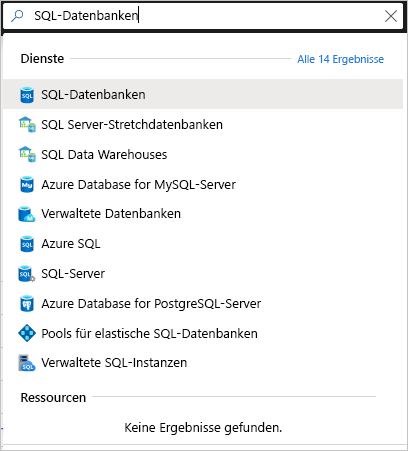 SQL-Datenbanken
Dienste
Alle 14 Ergebnisse
SQL-Datenbanken
SQL Server-Stretchdatenbanken
SQL Data Warehouses
Azure Database for MySQL-Server
Verwaltete Datenbanken
Azure SQL
SQL-Server
Azure Database for PostgreSQL-Server
Pools für elastische SQL-Datenbanken
Verwaltete SQL-Instanzen
Ressourcen
Keine Ergebnisse gefunden.